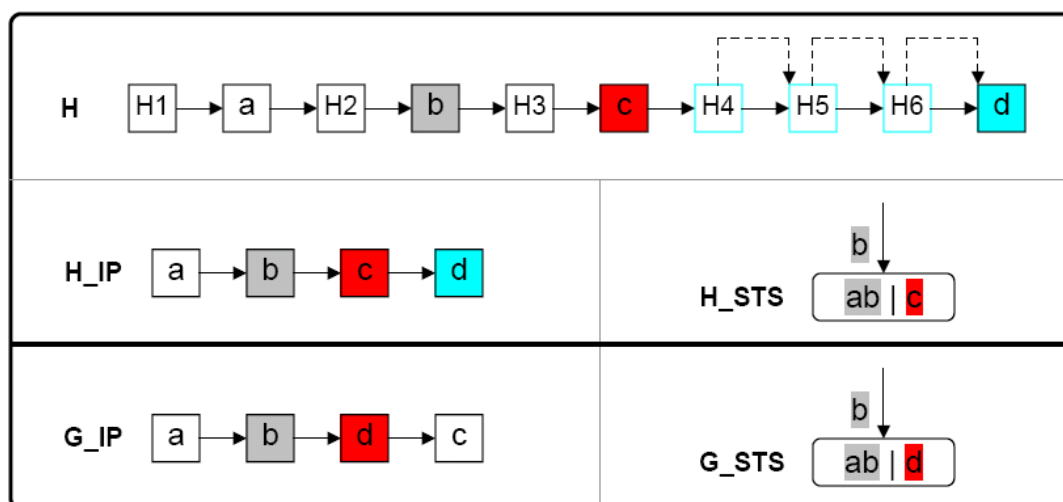 H H1 a H2 b H3 c H4 H5 H6 d
H_IP a b c d
b
H_STS ab | c
G_IP a b d c
b
G_STS ab | d